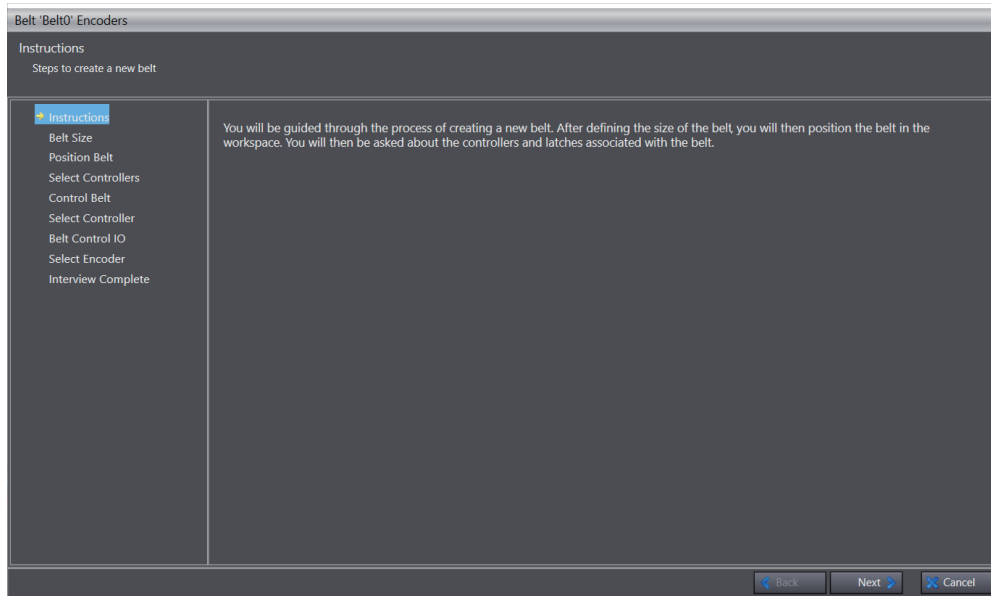 Belt 'Belt0' Encoders
Instructions
Steps to create a new belt
Instructions
Belt Size
Position Belt
Select Controllers
Control Belt
Select Controller
Belt Control IO
Select Encoder
Interview Complete
You will be guided through the process of creating a new belt. After defining the size of the belt, you will then position the belt in the
workspace. You will then be asked about the controllers and latches associated with the belt.
Back
Next
Cancel